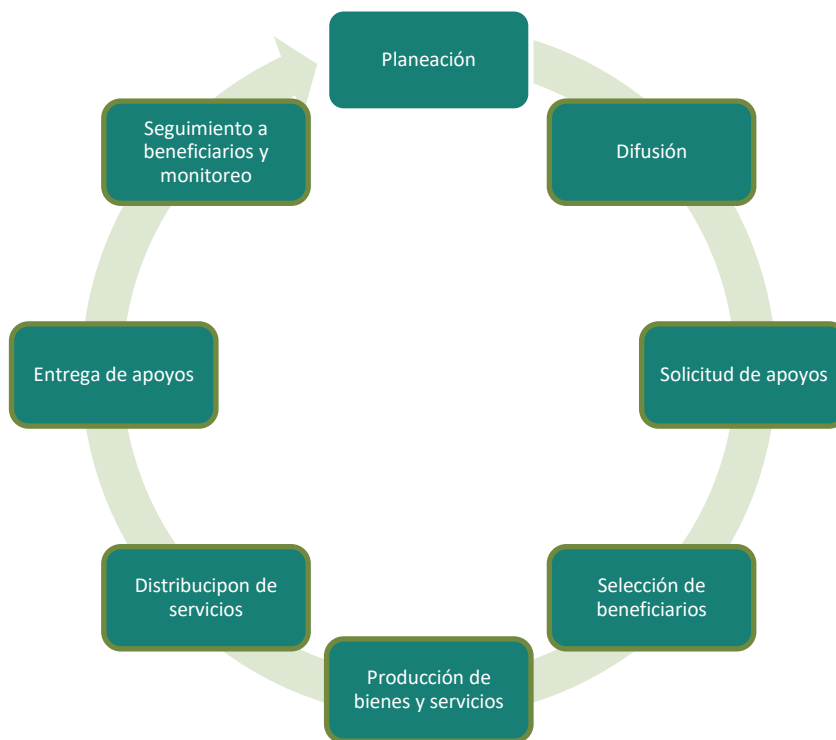 Planeación
Difusión
Solicitud de apoyos
Selección de
beneficiarios
Producción de
bienes y servicios
Distribucipon de
servicios
Entrega de apoyos
Seguimiento a
beneficiarios y
monitoreo